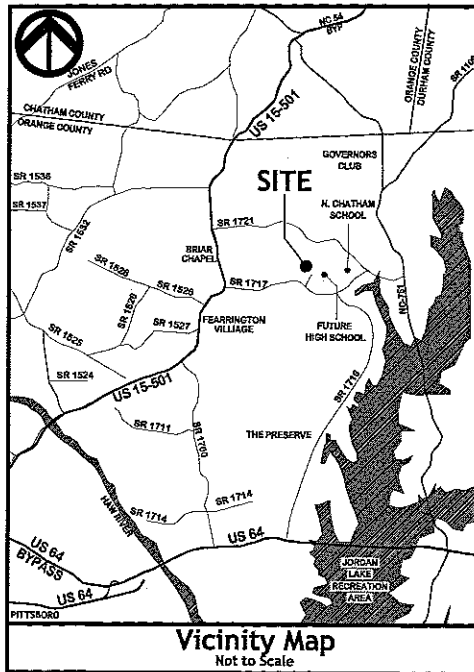 NC 54
BYP
JONES
FERRY RD
ORANGE COUNTY
DURHAM COUNTY
SR 1109
CHATHAM COUNTY
ORANGE COUNTY
US 15-501
GOVERNORS
CLUB
SITE
N. CHATHAM
SCHOOL
SR 1536
SR 1537
SR 1532
SR 1721
BRIAR
CHAPEL
SR 1528
SR 1526
SR 1717
NC-751
SR 1520
SR 1527
FEARRINGTON
VILLIAGE
FUTURE
HIGH SCHOOL
SR 1525
SR 1524
US 15-501
SR 1711
SR 1700
SR 1716
THE PRESERVE
HAW RIVER
SR 1714
SR 1714
US 64
US 64
BYPASS
US 64
JORDAN
LAKE
RECREATION
AREA
PITTSBORO
Vicinity Map
Not to Scale